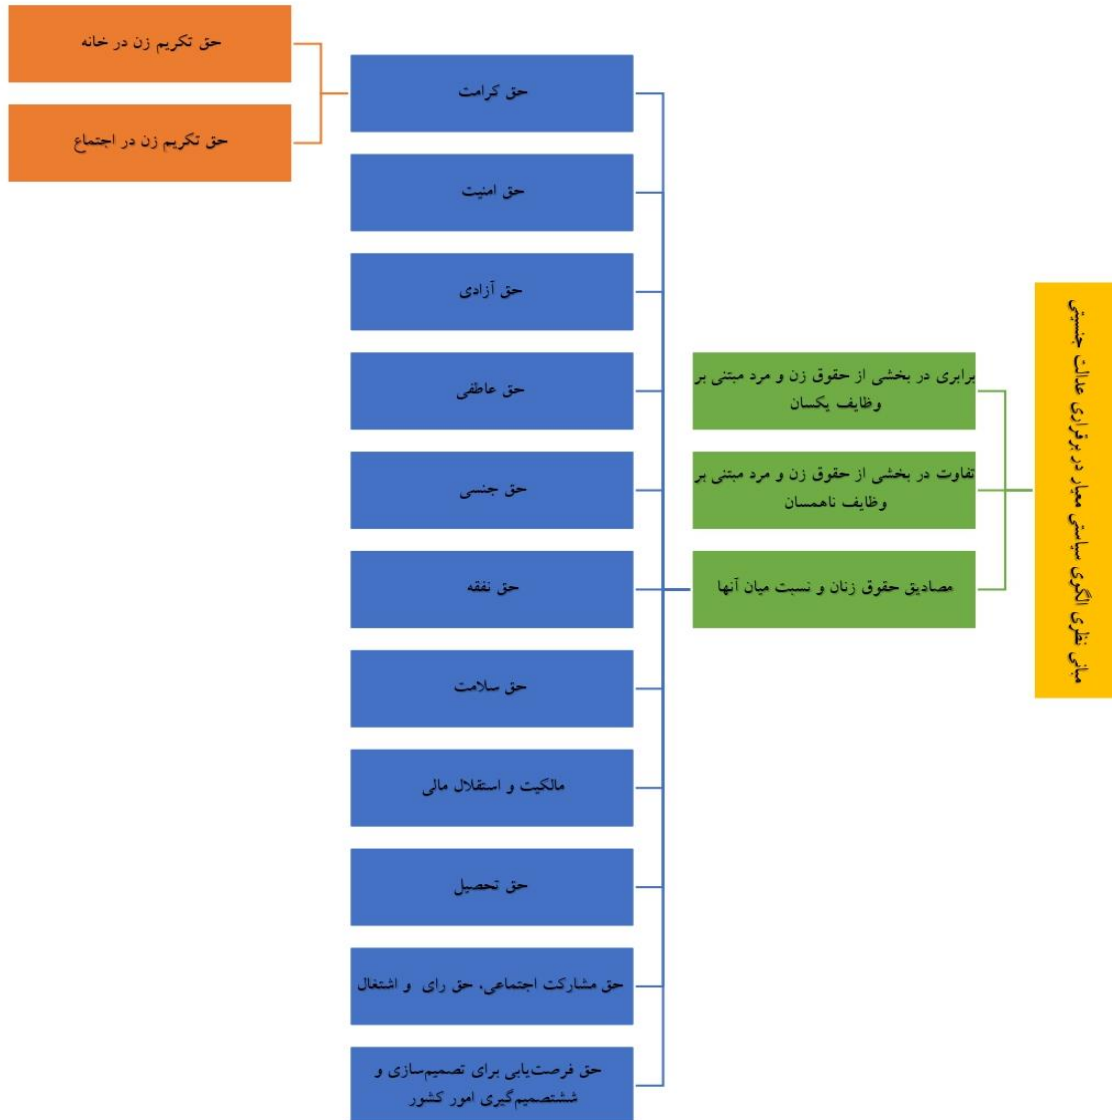 مبانی نظری الگوی سیاستی معیار در برقراری عدالت جنسیتی
برابری در بخشی از حقوق زن و مرد مبتنی بر
وظایف یکسان
تفاوت در بخشی از حقوق زن و مرد مبتنی بر
وظایف ناهمسان
مصادیق حقوق زنان و نسبت میان آنها
حق کرامت
حق امنیت
حق آزادی
حق عاطفی
حق جنسی
حق نفقه
حق سلامت
مالکیت و استقلال مالی
حق تحصیل
حق مشارکت اجتماعی، حق رای و اشتغال
حق فرصت‌یابی برای تصمیم‌سازی و
ششتصمیم‌گیری امور کشور
حق تکریم زن در خانه
حق تکریم زن در اجتماع